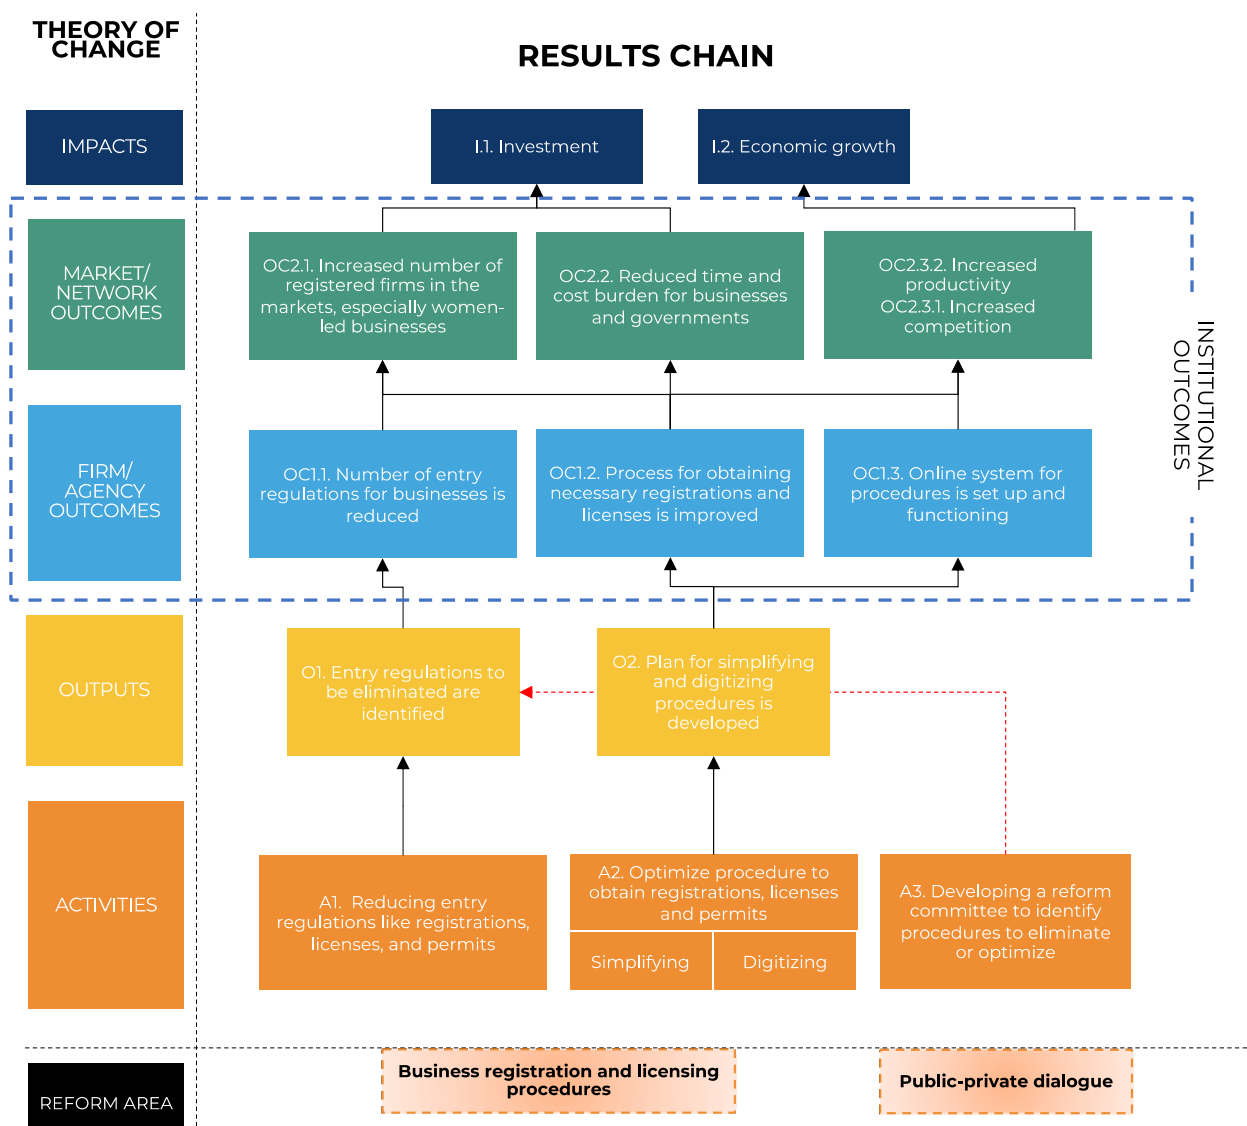 THEORY OF
CHANGE
RESULTS CHAIN
IMPACTS
I.1. Investment
I.2. Economic growth
MARKET/
NETWORK
OUTCOMES
OC2.1. Increased number of
registered firms in the
markets, especially women-
led businesses
OC2.2. Reduced time and
cost burden for businesses
and governments
OC2.3.2. Increased
productivity
OC2.3.1. Increased
competition
INSTITUTIONAL
OUTCOMES
FIRM/
AGENCY
OUTCOMES
OC1.1. Number of entry
regulations for businesses is
reduced
OC1.2. Process for obtaining
necessary registrations and
licenses is improved
OC1.3. Online system for
procedures is set up and
functioning
OUTPUTS
O1. Entry regulations to
be eliminated are
identified
O2. Plan for simplifying
and digitizing
procedures is
developed
ACTIVITIES
A1. Reducing entry
regulations like registrations,
licenses, and permits
A2. Optimize procedure to
obtain registrations, licenses
and permits
Simplifying
Digitizing
A3. Developing a reform
committee to identify
procedures to eliminate
or optimize
REFORM AREA
Business registration and licensing
procedures
Public-private dialogue